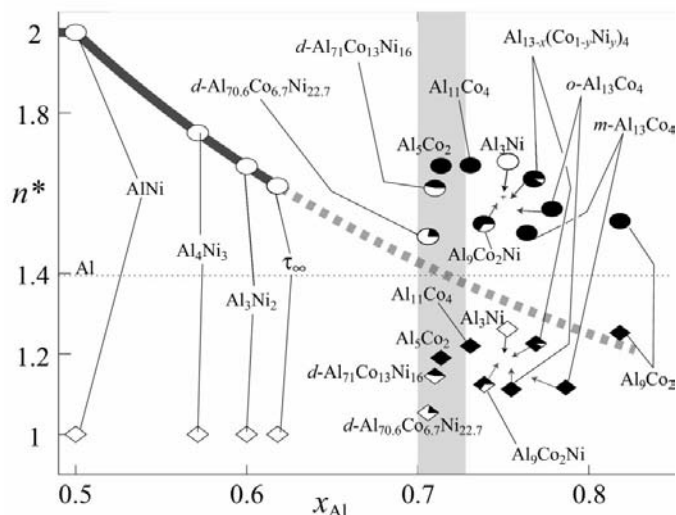 2
d-Al71Co13Ni16
Al13-x(Co1-yNiy)4
d-Al70.6Co6.7Ni22.7
Al11Co4
o-Al13Co4
1.8
Al5Co2
Al3Ni
m-Al13Co4
n*
1.6
AlNi
Al4Ni3
τ∞
Al9Co2Ni
Al
1.4
Al3Ni2
Al11Co4
Al3Ni
Al5Co2
1.2
d-Al71Co13Ni16
Al9Co2
d-Al70.6Co6.7Ni22.7
1
Al9Co2Ni
0.5
0.6
0.7
0.8
xAl